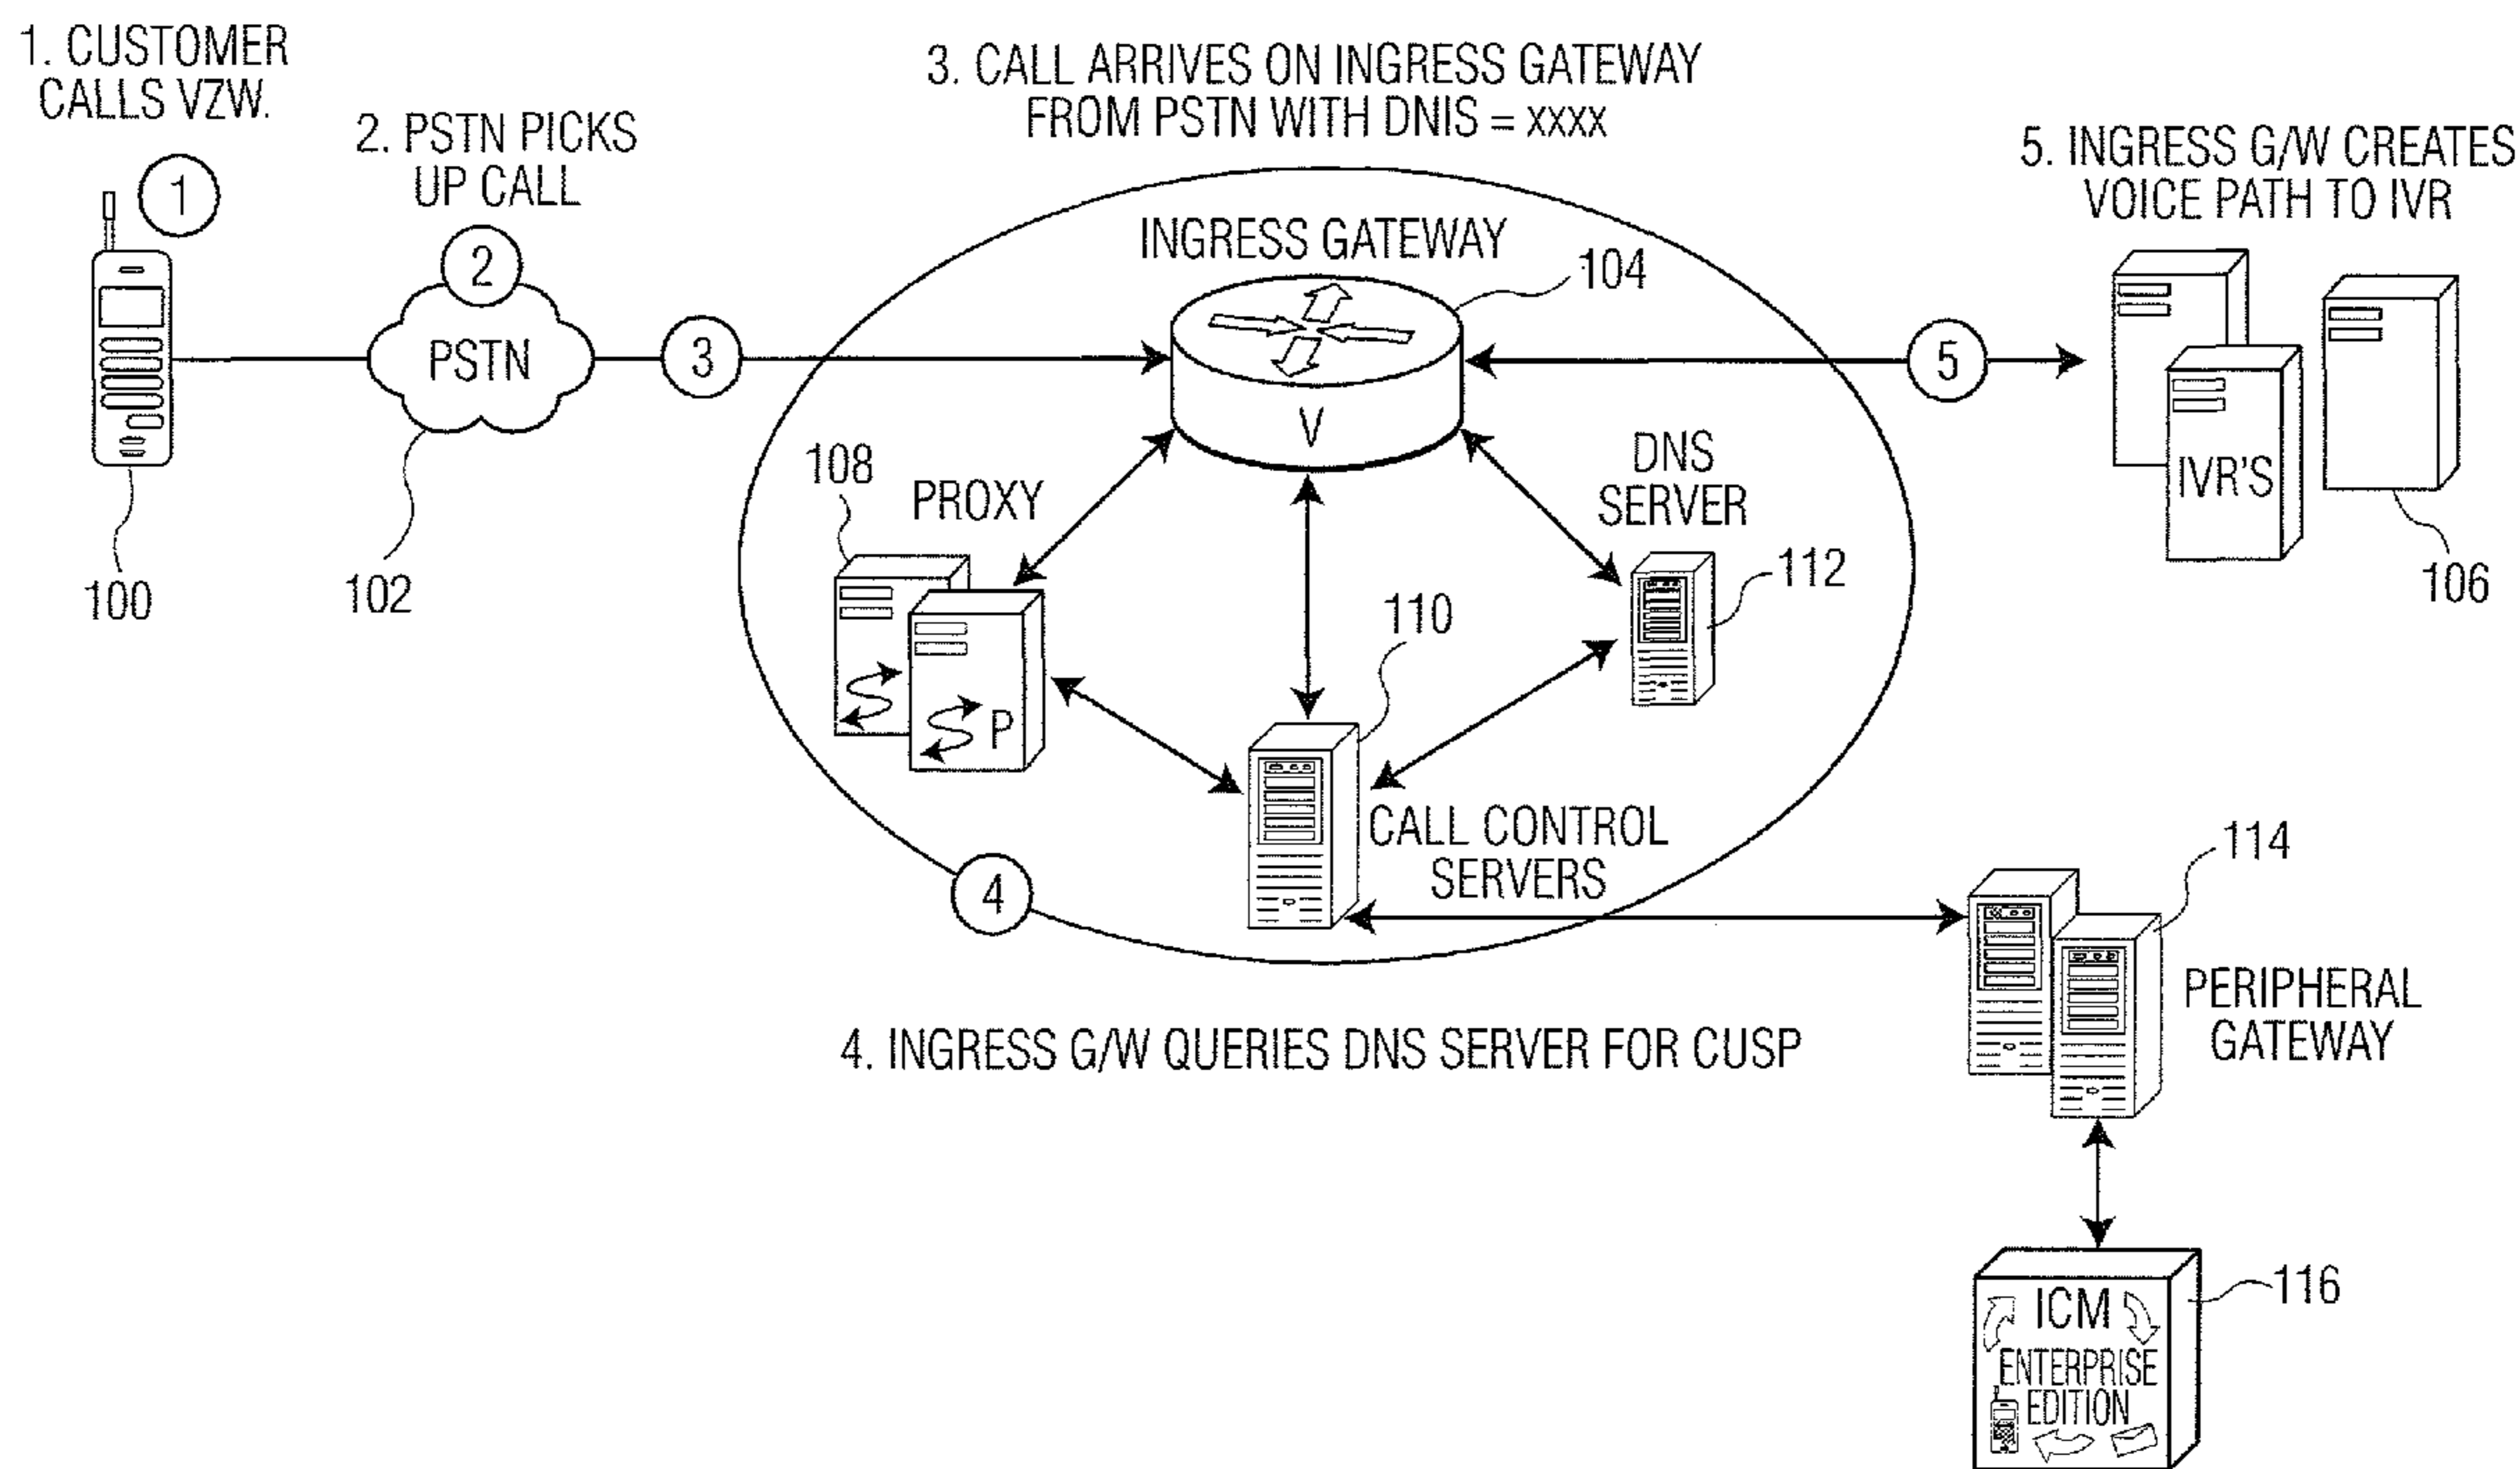 1. CUSTOMER
CALLS VZW.
1
2. PSTN PICKS
UP CALL
2
PSTN
3
100
102
3. CALL ARRIVES ON INGRESS GATEWAY
FROM PSTN WITH DNIS = xxxx
INGRESS GATEWAY
104
V
5. INGRESS G/W CREATES
VOICE PATH TO IVR
5
IVR'S
106
108
PROXY
P
DNS
SERVER
112
110
CALL CONTROL
SERVERS
4
4. INGRESS G/W QUERIES DNS SERVER FOR CUSP
114
PERIPHERAL
GATEWAY
116
ICM
ENTERPRISE
EDITION